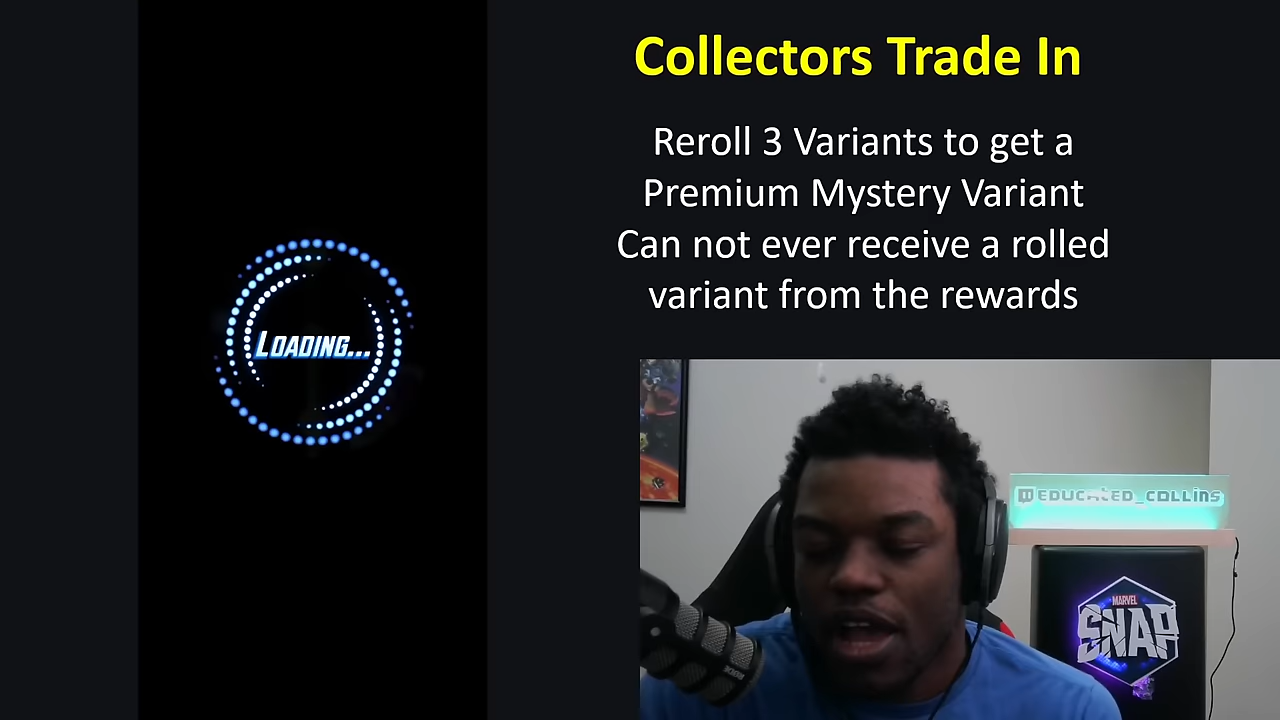 Collectors Trade In
Reroll 3 Variants to get a
Premium Mystery Variant
Can not ever receive a rolled
variant from the rewards
LOADING...
EDUCATED_COLLINS
MARVEL
SNAP
RODE